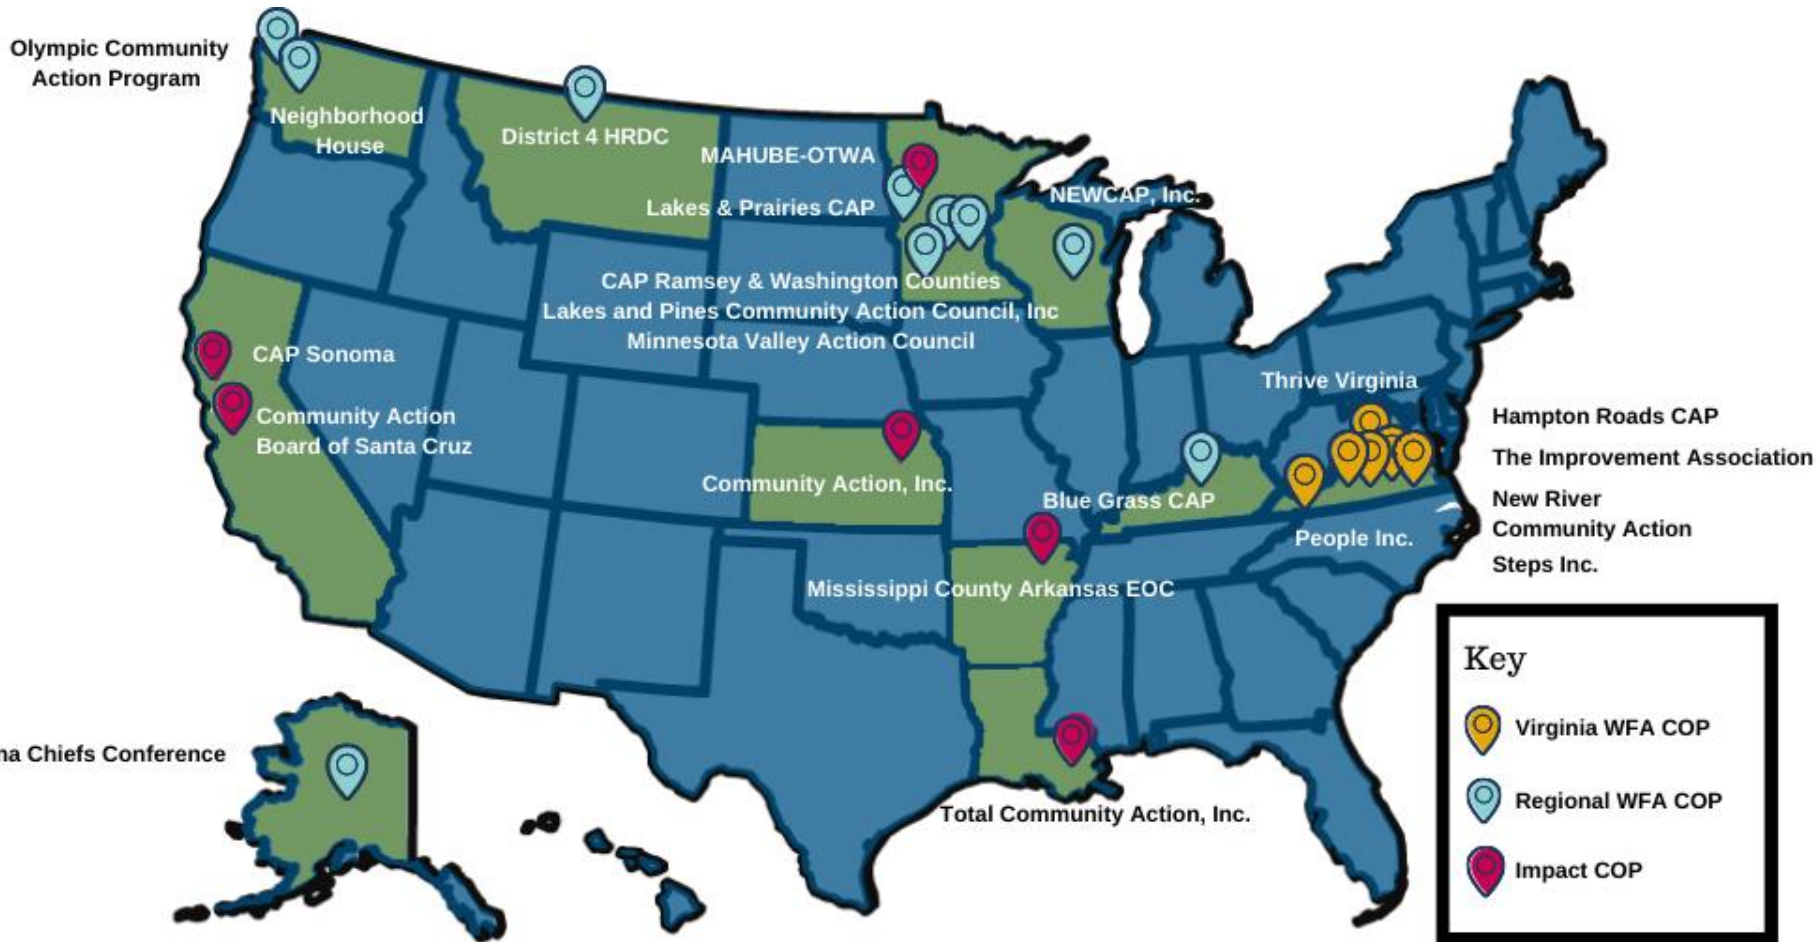 Olympic Community
Action Program
Neighborhood
House
District 4 HRDC
MAHUBE-OTWA
Lakes & Prairies CAP
NEWCAP, Inc.
CAP Ramsey & Washington Counties
Lakes and Pines Community Action Council, Inc
Minnesota Valley Action Council
CAP Sonoma
Community Action
Board of Santa Cruz
Community Action, Inc.
Thrive Virginia
Hampton Roads CAP
The Improvement Association
New River
Community Action
Steps Inc.
Blue Grass CAP
People Inc.
Mississippi County Arkansas EOC
Total Community Action, Inc.
na Chiefs Conference
Key
Virginia WFA COP
Regional WFA COP
Impact COP